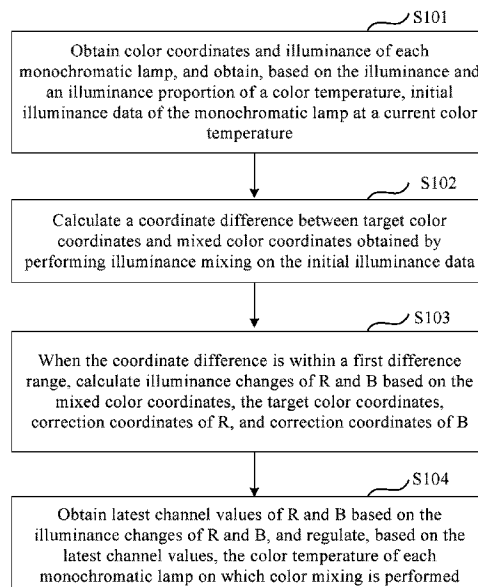 S101
Obtain color coordinates and illuminance of each
monochromatic lamp, and obtain, based on the illuminance and
an illuminance proportion of a color temperature, initial
illuminance data of the monochromatic lamp at a current color
temperature
S102
Calculate a coordinate difference between target color
coordinates and mixed color coordinates obtained by
performing illuminance mixing on the initial illuminance data
S103
When the coordinate difference is within a first difference
range, calculate illuminance changes of R and B based on the
mixed color coordinates, the target color coordinates,
correction coordinates of R, and correction coordinates of B
S104
Obtain latest channel values of R and B based on the
illuminance changes of R and B, and regulate, based on the
latest channel values, the color temperature of each
monochromatic lamp on which color mixing is performed